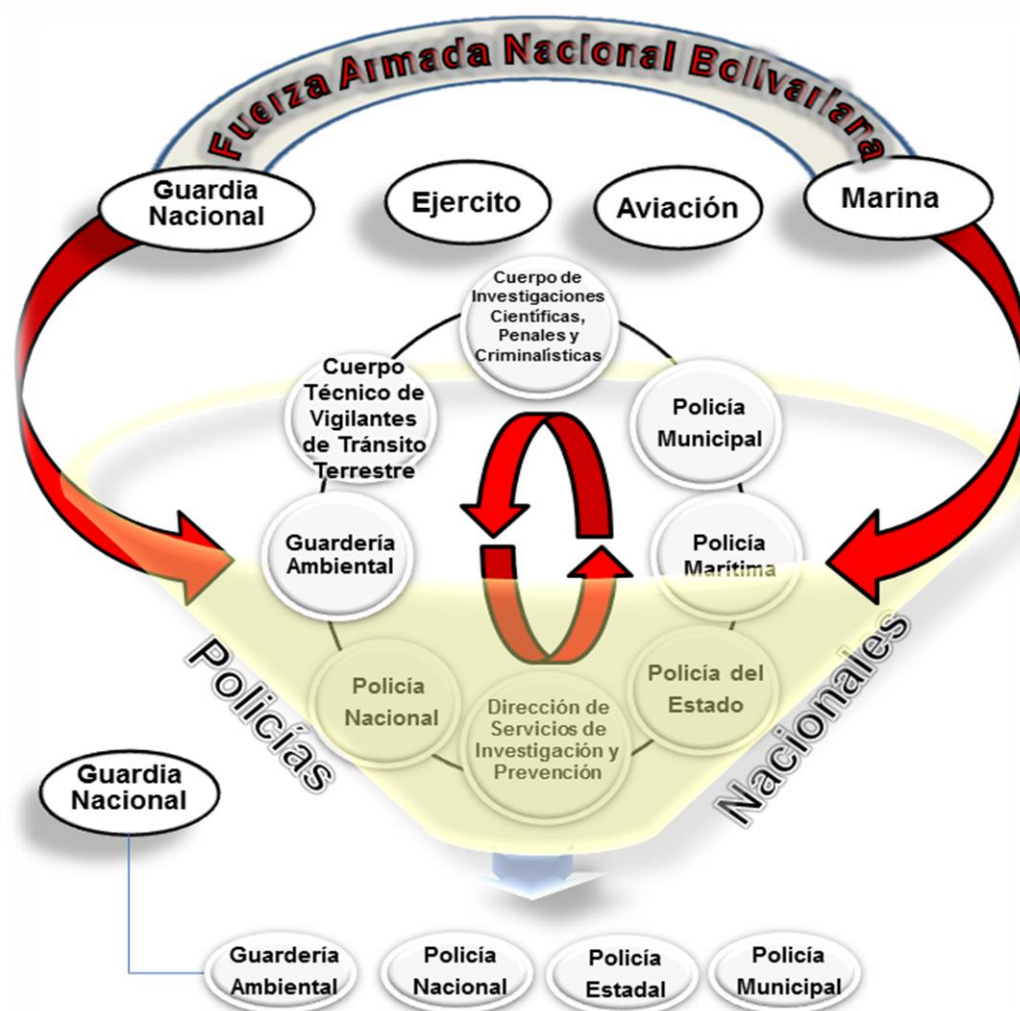 Fuerza Armada Nacional Bolivariana
Guardia
Nacional
Ejercito
Aviación
Marina
Cuerpo de
Investigaciones
Científicas,
Penales y
Criminalísticas
Cuerpo
Técnico de
Vigilantes
de Tránsito
Terrestre
Policía
Municipal
Guardería
Ambiental
Policía
Marítima
Policía
Nacional
Dirección de
Servicios de
Investigación y
Prevención
Policía del
Estado
Policías
Nacionales
Guardia
Nacional
Guardería
Ambiental
Policía
Nacional
Policía
Estadal
Policía
Municipal